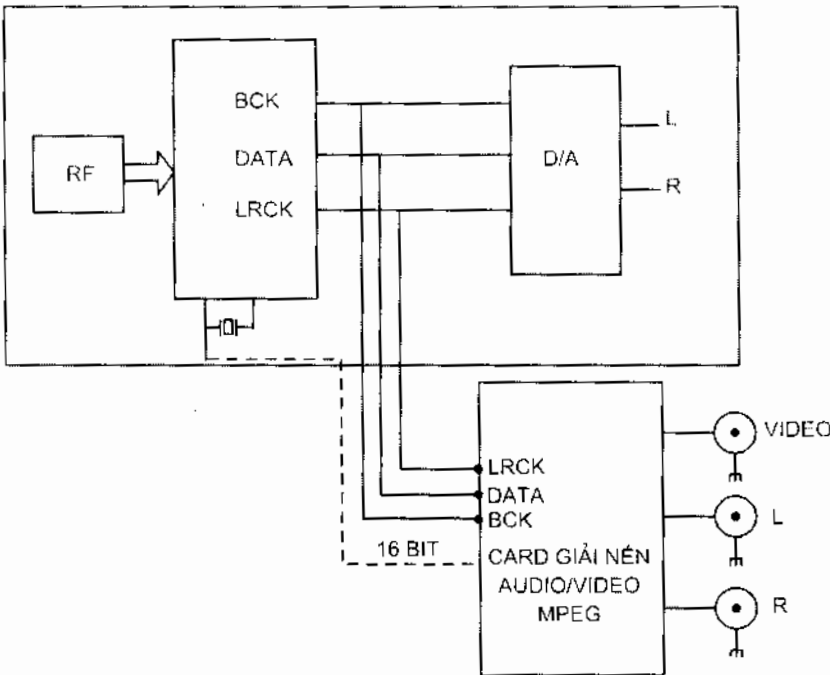 BCK
DATA
LRCK
RF
D/A
L
R
LRCK
DATA
BCK
16 BIT
CARD GIẢI NÉN
AUDIO/VIDEO
MPEG
VIDEO
L
R